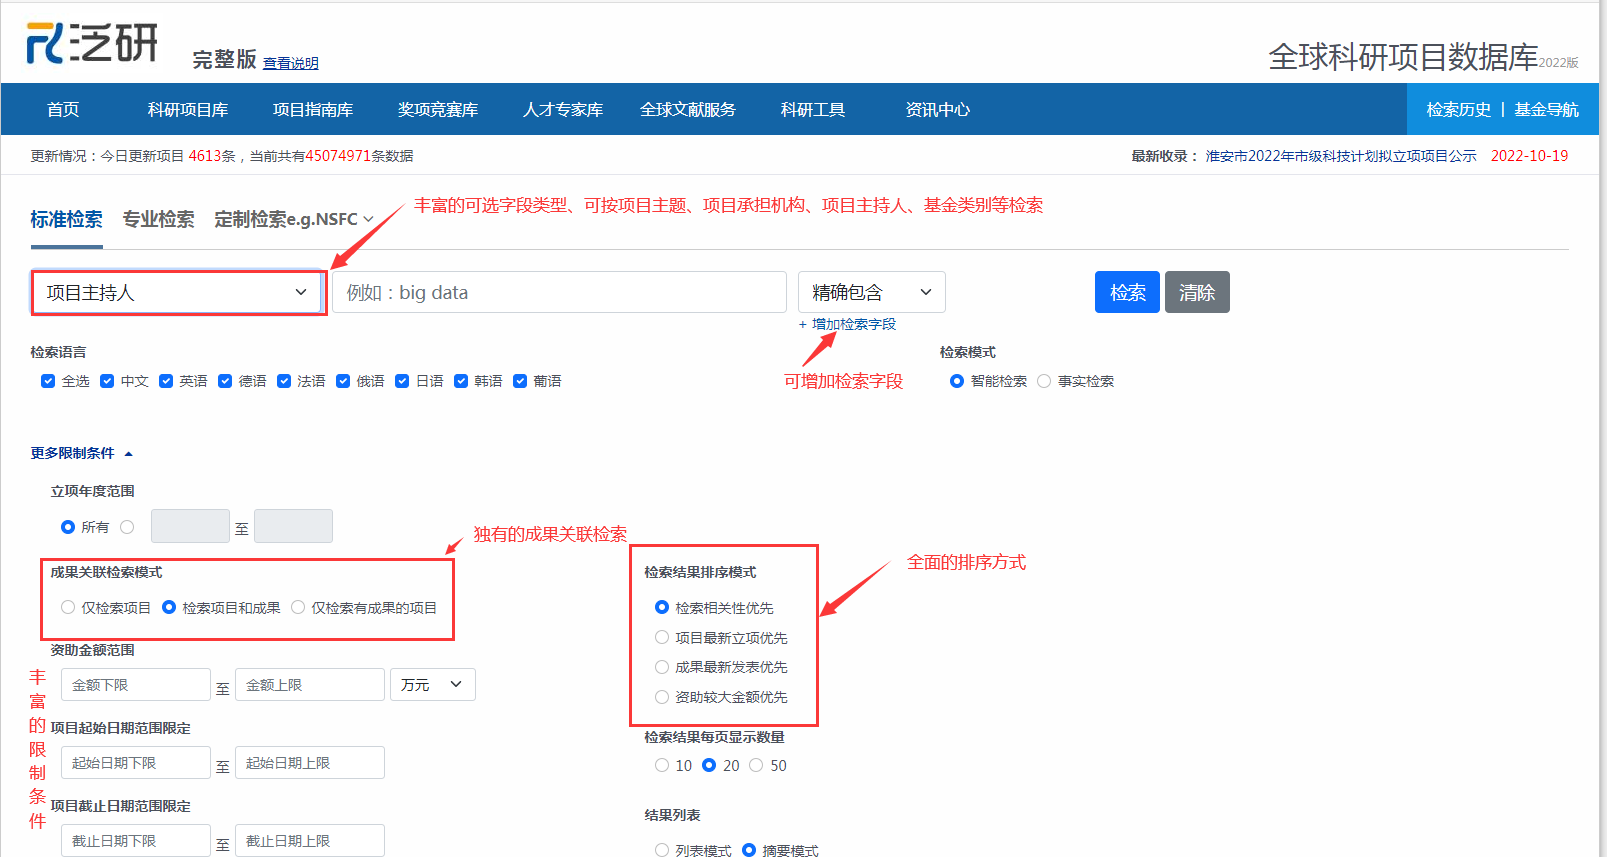 泛研 完整版 查看说明
全球科研项目数据库2022版
首页 科研项目库 项目指南库 奖项竞赛库 人才专家库 全球文献服务 科研工具 资讯中心 检索历史 | 基金导航
更新情况：今日更新项目 4613条，当前共有45074971条数据
最新收录： 淮安市2022年市级科技计划拟立项项目公示 2022-10-19
丰富的可选字段类型、可按项目主题、项目承担机构、项目主持人、基金类别等检索
标准检索 专业检索 定制检索e.g.NSFC
项目主持人 例如：big data 精确包含 检索 清除
+ 增加检索字段
可增加检索字段
检索语言
全选 中文 英语 德语 法语 俄语 日语 韩语 葡语
检索模式
智能检索 事实检索
更多限制条件
立项年度范围
所有 至
独有的成果关联检索
成果关联检索模式
仅检索项目 检索项目和成果 仅检索有成果的项目
全面的排序方式
检索结果排序模式
检索相关性优先
项目最新立项优先
成果最新发表优先
资助较大金额优先
丰富的限制条件
资助金额范围
金额下限 至 金额上限 万元
项目起始日期范围限定
起始日期下限 至 起始日期上限
项目截止日期范围限定
截止日期下限 至 截止日期上限
检索结果每页显示数量
10 20 50
结果列表
列表模式 摘要模式